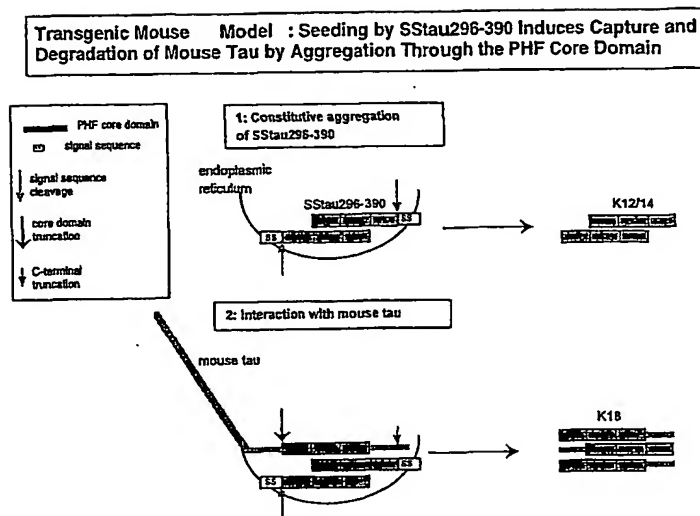 Transgenic Mouse Model : Seeding by SStau296-390 Induces Capture and
Degradation of Mouse Tau by Aggregation Through the PHF Core Domain
PHF core domain
signal sequence
signal sequence
cleavage
core domain
truncation
C-terminal
truncation
1: Constitutive aggregation
of SStau296-390
endoplasmic
reticulum
SStau296-390
SS
SS
K12/14
2: Interaction with mouse tau
mouse tau
SS
SS
K18